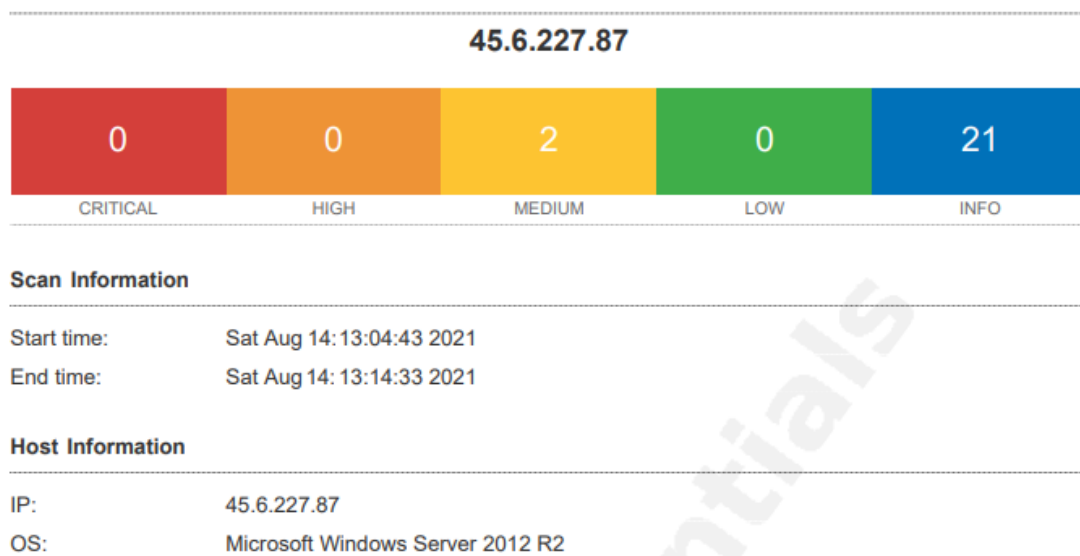 45.6.227.87
0 0 2 0 21
CRITICAL HIGH MEDIUM LOW INFO
Scan Information
Start time: Sat Aug 14: 13:04:43 2021
End time: Sat Aug 14: 13:14:33 2021
Host Information
IP: 45.6.227.87
OS: Microsoft Windows Server 2012 R2
ntials